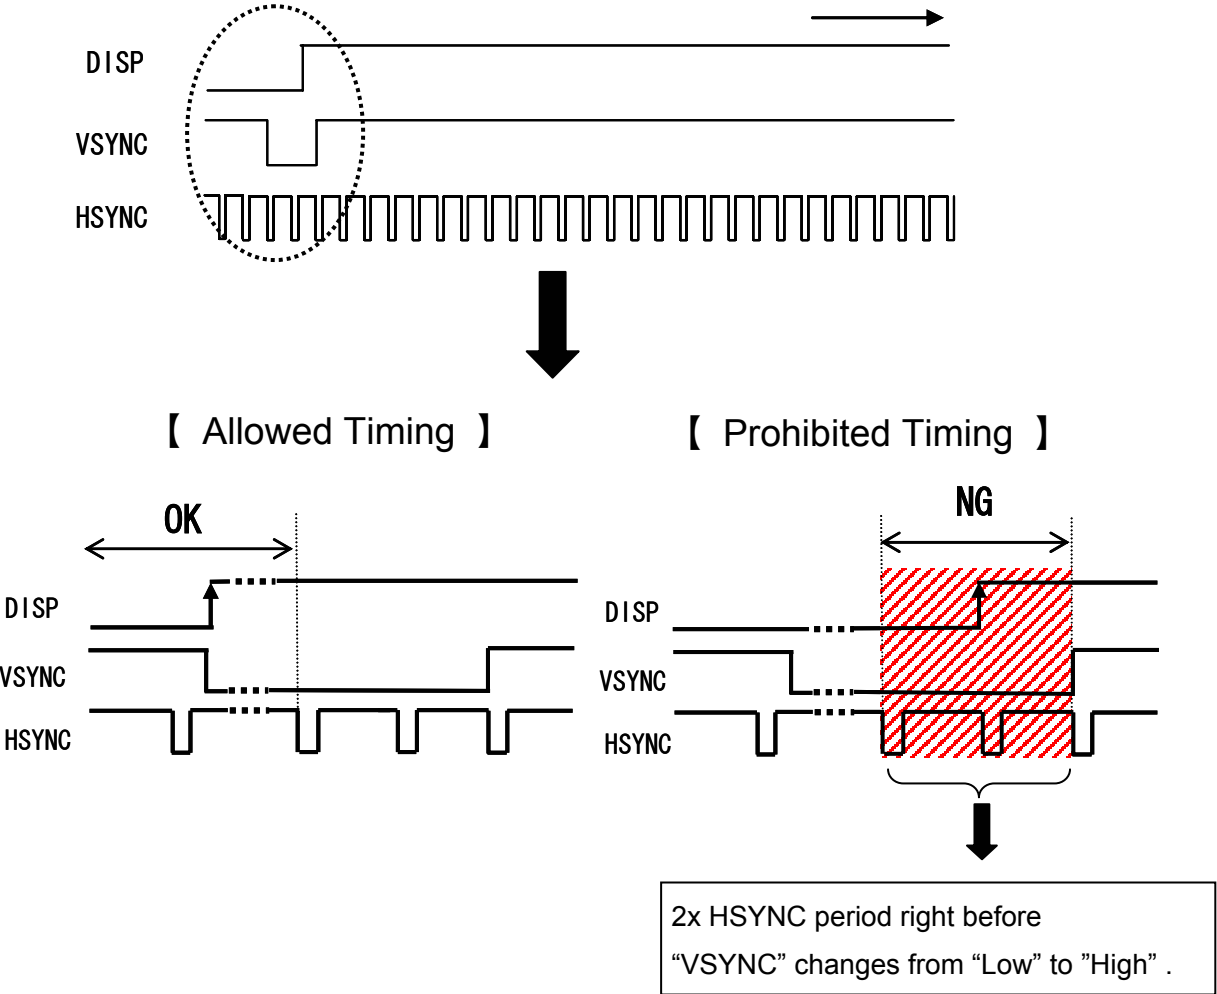 DISP
VSYNC
HSYNC
【 Allowed Timing 】
【 Prohibited Timing 】
OK
DISP
VSYNC
HSYNC
NG
DISP
VSYNC
HSYNC
2x HSYNC period right before
“VSYNC” changes from “Low” to ”High” .